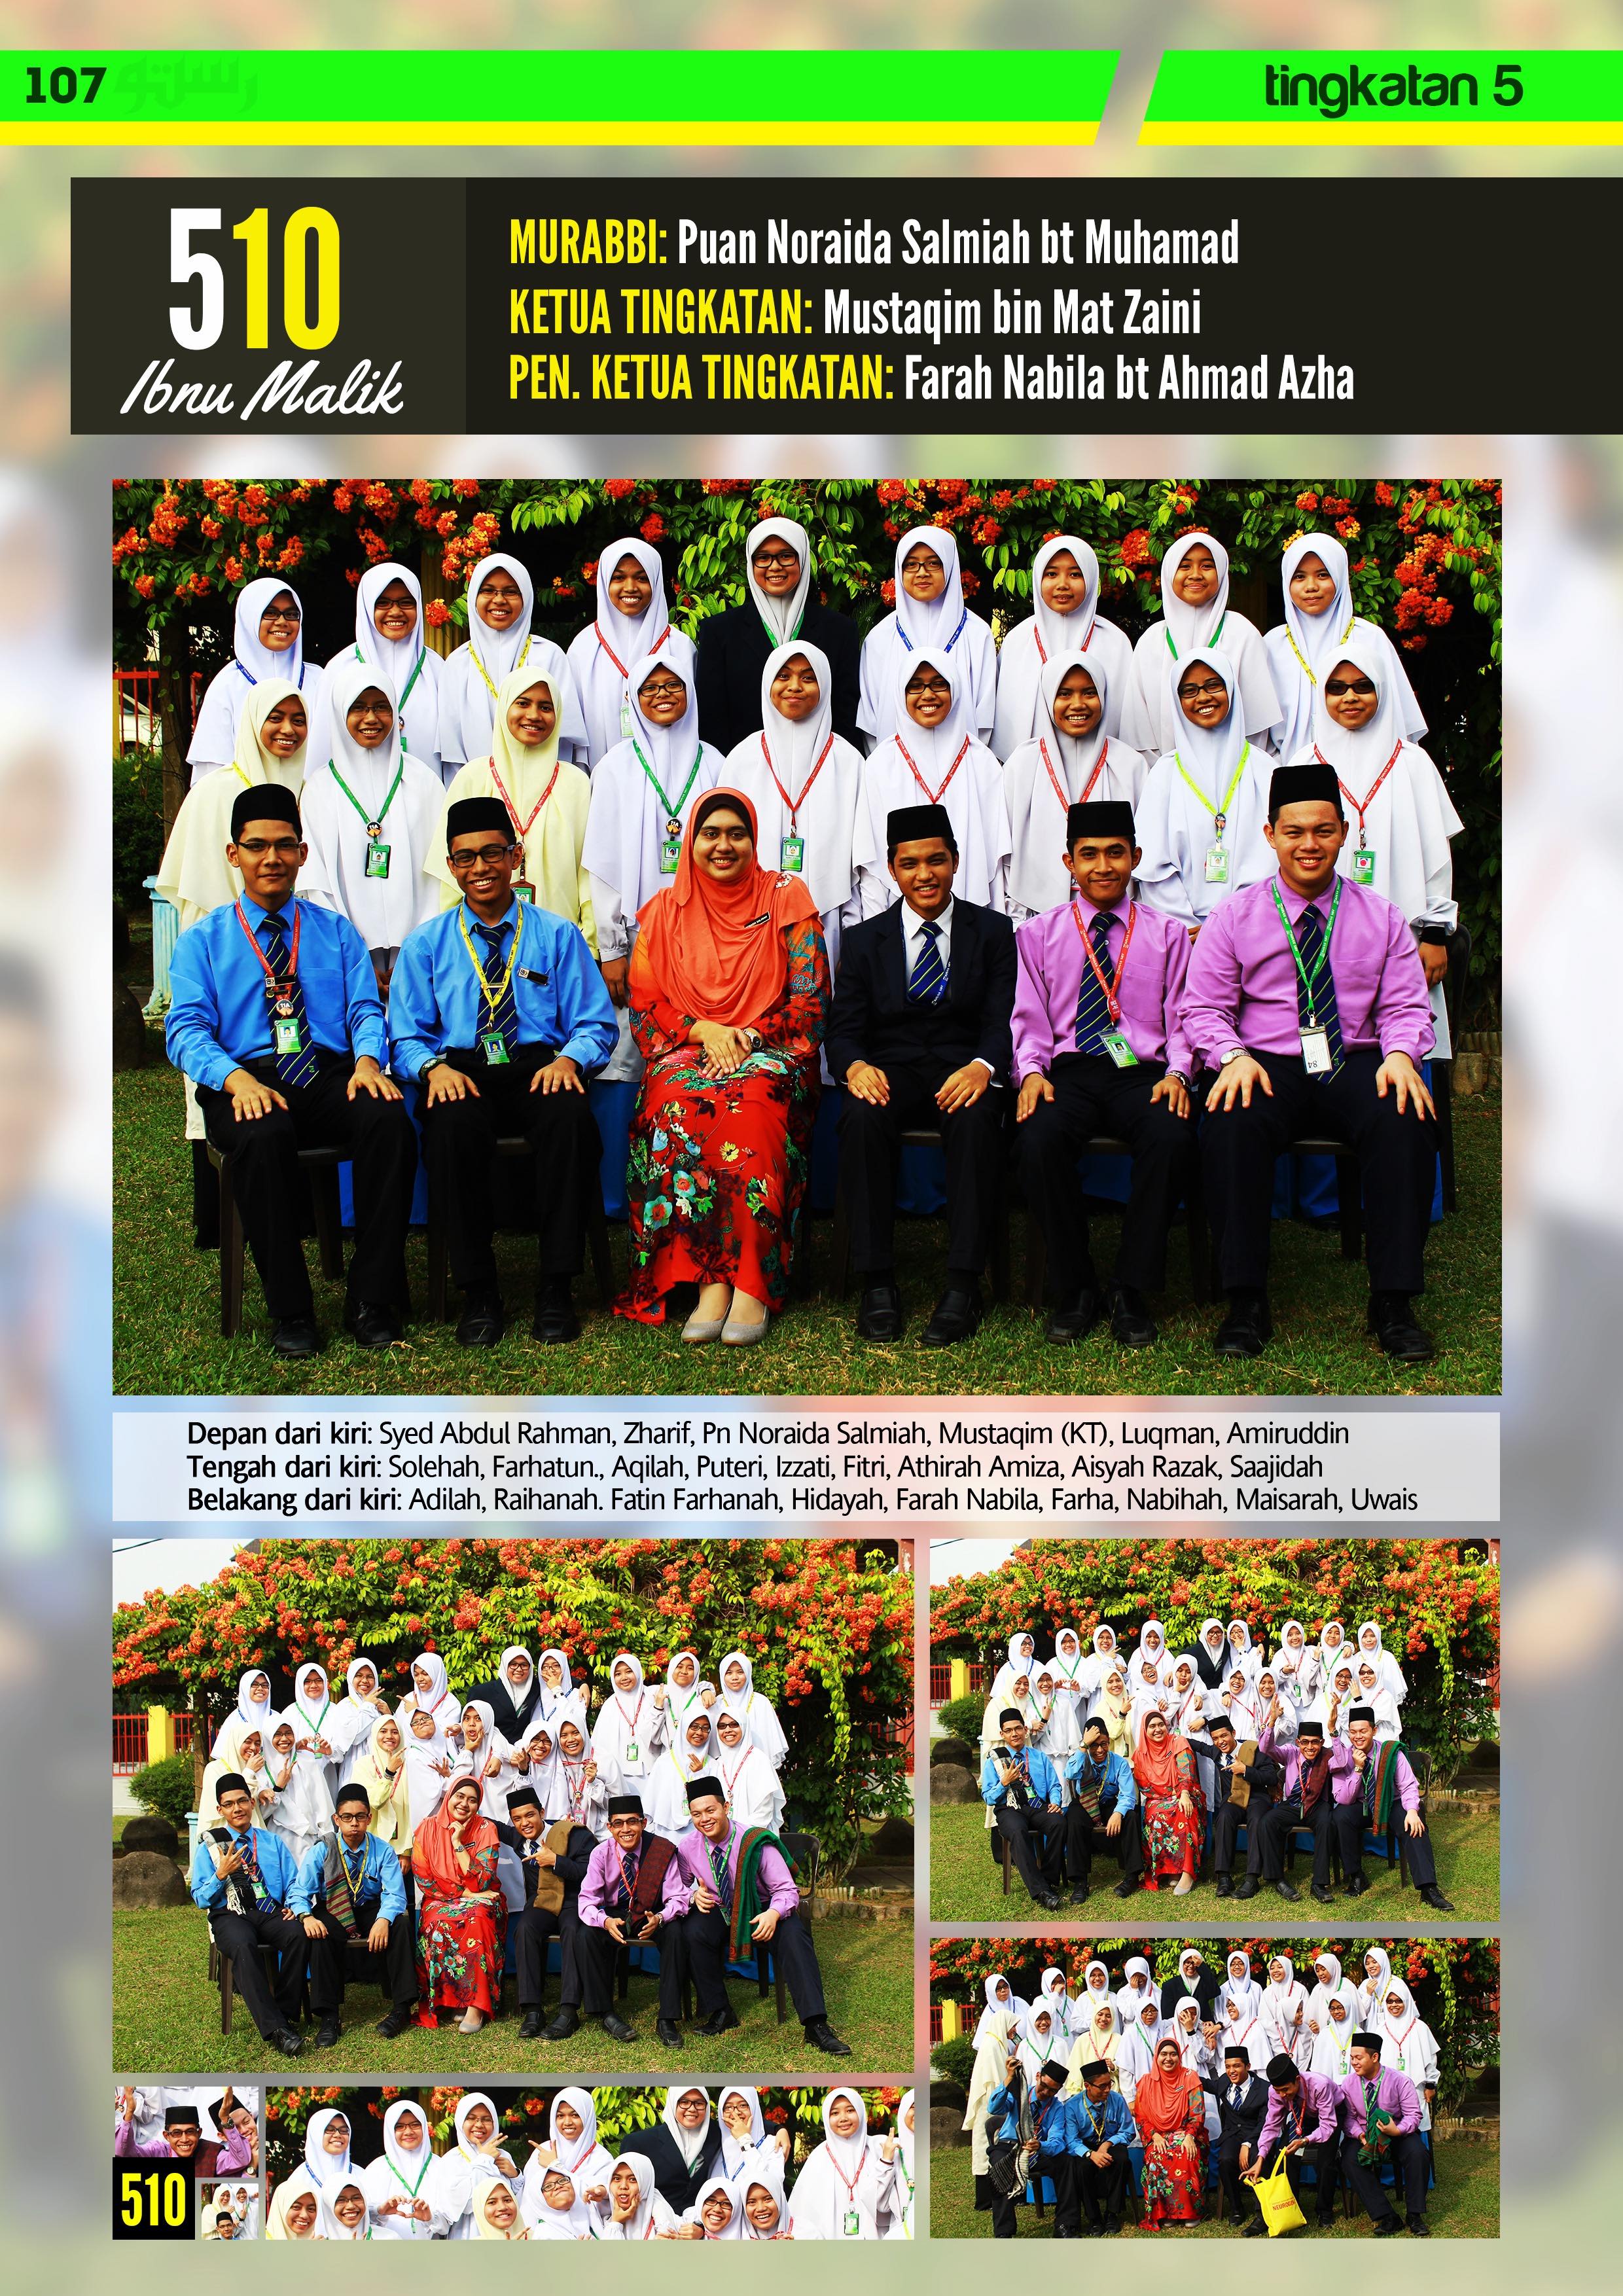 107 رستو
tingkatan 5
510
Ibnu Malik
MURABBI: Puan Noraida Salmiah bt Muhamad
KETUA TINGKATAN: Mustaqim bin Mat Zaini
PEN. KETUA TINGKATAN: Farah Nabila bt Ahmad Azha
Depan dari kiri: Syed Abdul Rahman, Zharif, Pn Noraida Salmiah, Mustaqim (KT), Luqman, Amiruddin
Tengah dari kiri: Solehah, Farhatun., Aqilah, Puteri, Izzati, Fitri, Athirah Amiza, Aisyah Razak, Saajidah
Belakang dari kiri: Adilah, Raihanah. Fatin Farhanah, Hidayah, Farah Nabila, Farha, Nabihah, Maisarah, Uwais
510